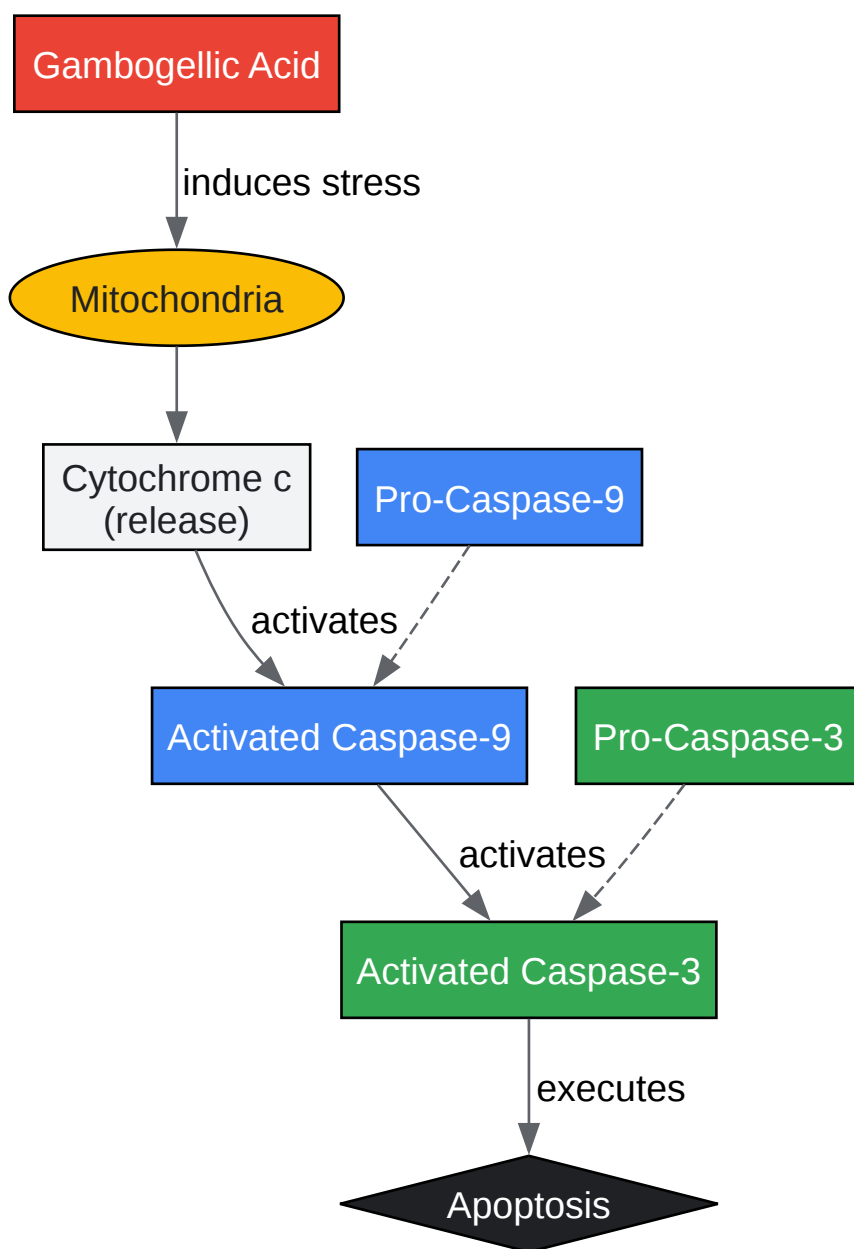 Gambogellic Acid
induces stress
Mitochondria
Cytochrome c
(release)
Pro-Caspase-9
activates
Activated Caspase-9
Pro-Caspase-3
activates
Activated Caspase-3
executes
Apoptosis